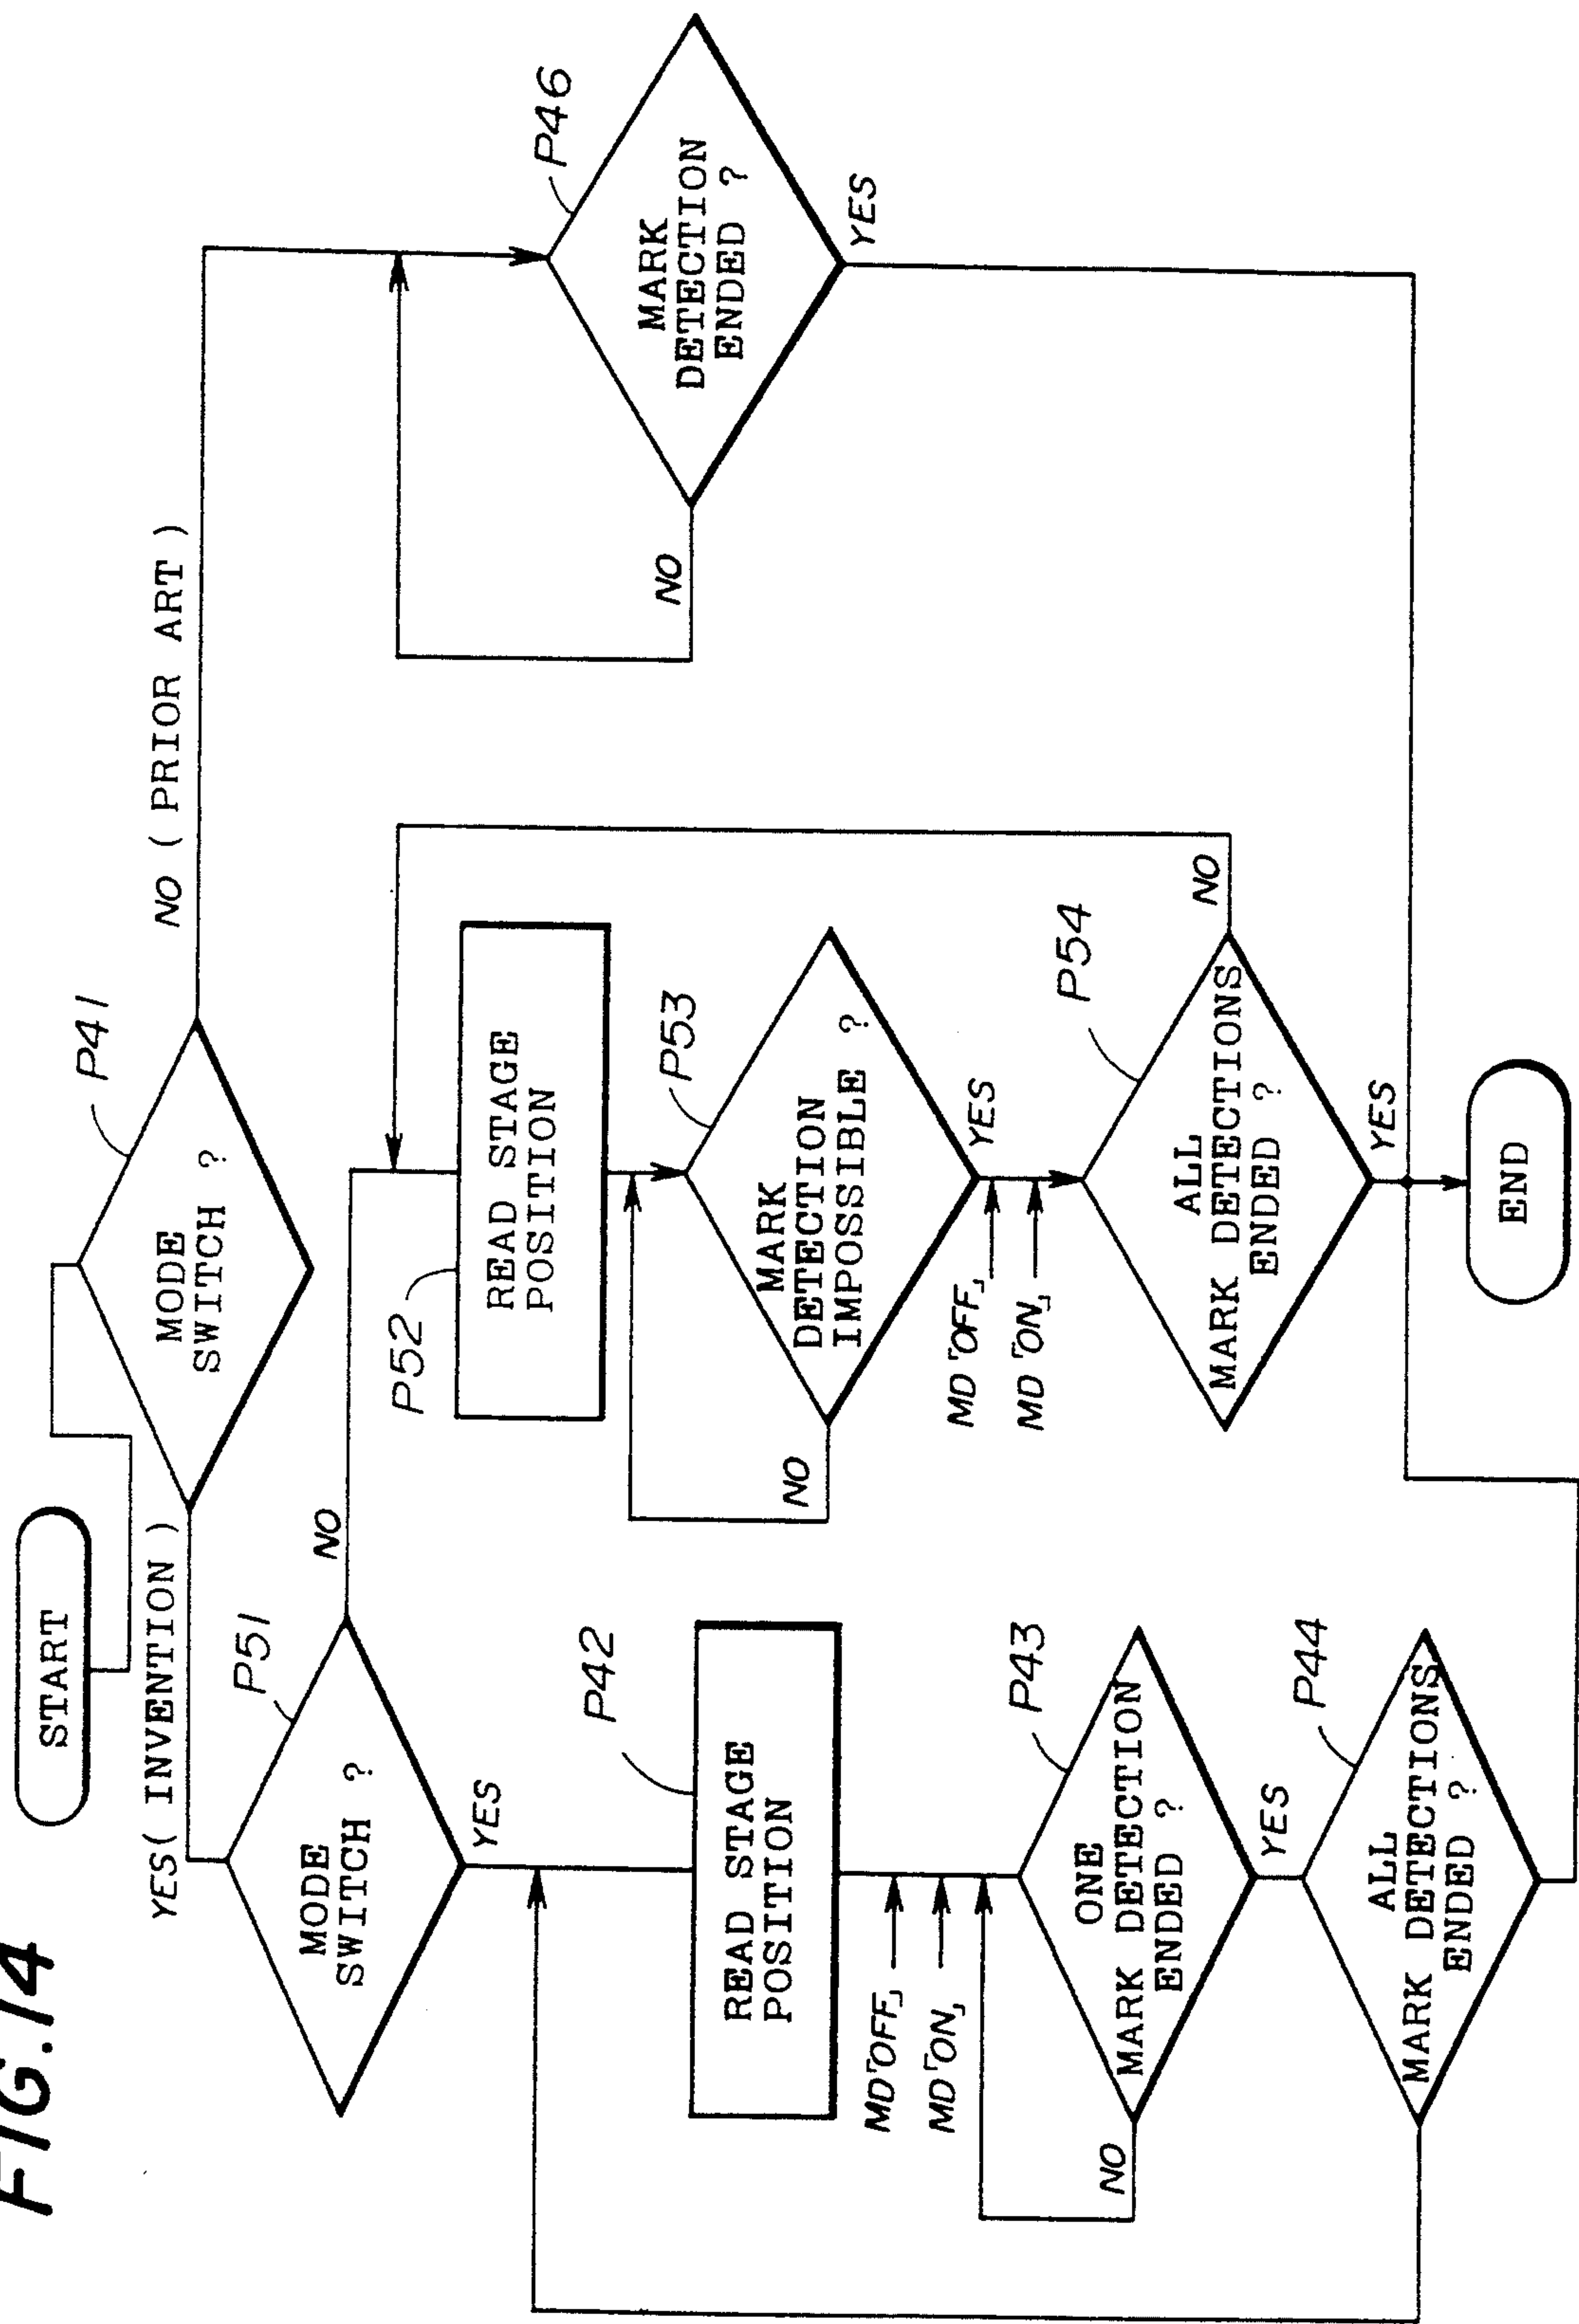 FIG.14
START
P41
MODE
SWITCH ?
YES( INVENTION )
NO ( PRIOR ART )
P51
MODE
SWITCH ?
NO
YES
P42
READ STAGE
POSITION
MD「OFF」
MD「ON」
P43
ONE
MARK DETECTION
ENDED ?
NO
YES
P44
ALL
MARK DETECTIONS
ENDED ?
P52
READ STAGE
POSITION
P53
MARK
DETECTION
IMPOSSIBLE ?
NO
YES
MD「OFF」
MD「ON」
P54
ALL
MARK DETECTIONS
ENDED ?
NO
YES
P46
MARK
DETECTION
ENDED ?
NO
YES
END